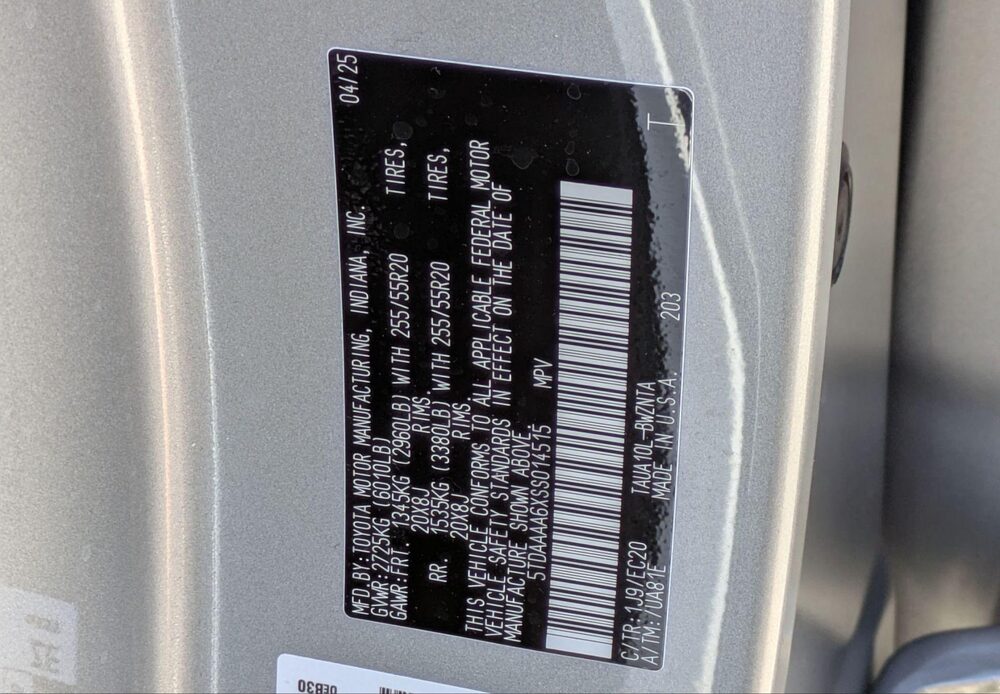 MFD BY:TOYOTA MOTOR MANUFACTURING, INDIANA, INC. 04/25
GVWR:2725KG (6010LB)
GAWR:FRT. 1345KG (2960LB) WITH 255/55R20 TIRES,
20X8J RIMS.
RR. 1535KG (3380LB) WITH 255/55R20 TIRES,
20X8J RIMS.
THIS VEHICLE CONFORMS TO ALL APPLICABLE FEDERAL MOTOR
VEHICLE SAFETY STANDARDS IN EFFECT ON THE DATE OF
MANUFACTURE SHOWN ABOVE.
5TDAAAA6XSS014515 MPV
C/TR:1J9/EC20 TAUA10L-BWZNTA
A/TM:-/UA81E MADE IN U.S.A. 203 T
0EB30